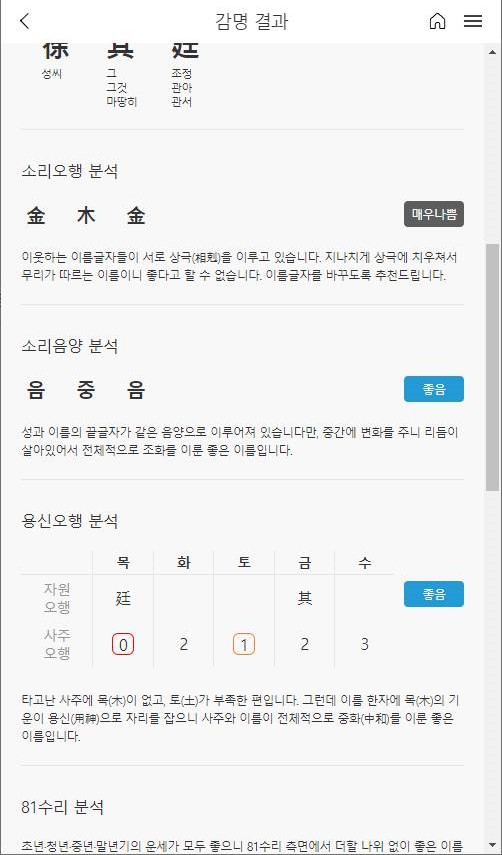 감명 결과
徐 其 廷
성씨 그 조정
그것 관아
마땅히 관서
소리오행 분석
金 木 金 매우나쁨
이웃하는 이름글자들이 서로 상극(相剋)을 이루고 있습니다. 지나치게 상극에 치우쳐서
무리가 따르는 이름이니 좋다고 할 수 없습니다. 이름글자를 바꾸도록 추천드립니다.
소리음양 분석
음 중 음 좋음
성과 이름의 끝글자가 같은 음양으로 이루어져 있습니다만, 중간에 변화를 주니 리듬이
살아있어서 전체적으로 조화를 이룬 좋은 이름입니다.
용신오행 분석
목 화 토 금 수
자원
오행 廷 其 좋음
사주
오행 0 2 1 2 3
타고난 사주에 목(木)이 없고, 토(土)가 부족한 편입니다. 그런데 이름 한자에 목(木)의 기
운이 용신(用神)으로 자리를 잡으니 사주와 이름이 전체적으로 중화(中和)를 이룬 좋은
이름입니다.
81수리 분석
초년·청년·중년·말년기의 운세가 모두 좋으니 81수리 측면에서 더할 나위 없이 좋은 이름